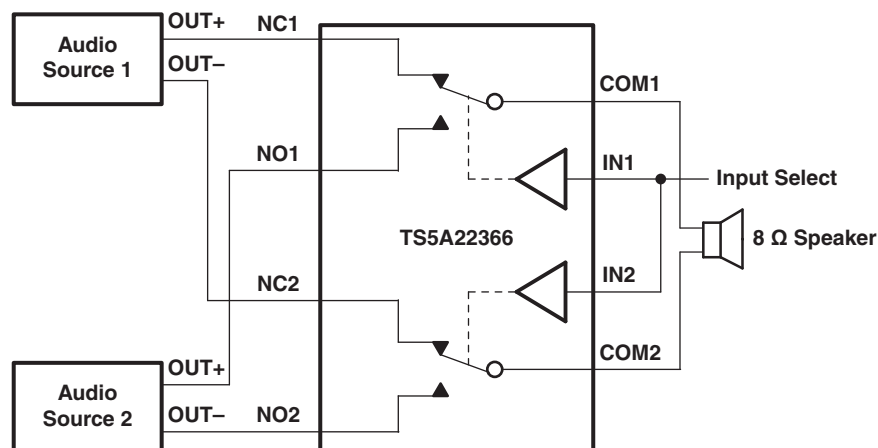 OUT+
NC1
Audio
Source 1
OUT–
COM1
NO1
IN1
Input Select
TS5A22366
8 Ω Speaker
NC2
IN2
COM2
OUT+
Audio
Source 2
OUT–
NO2